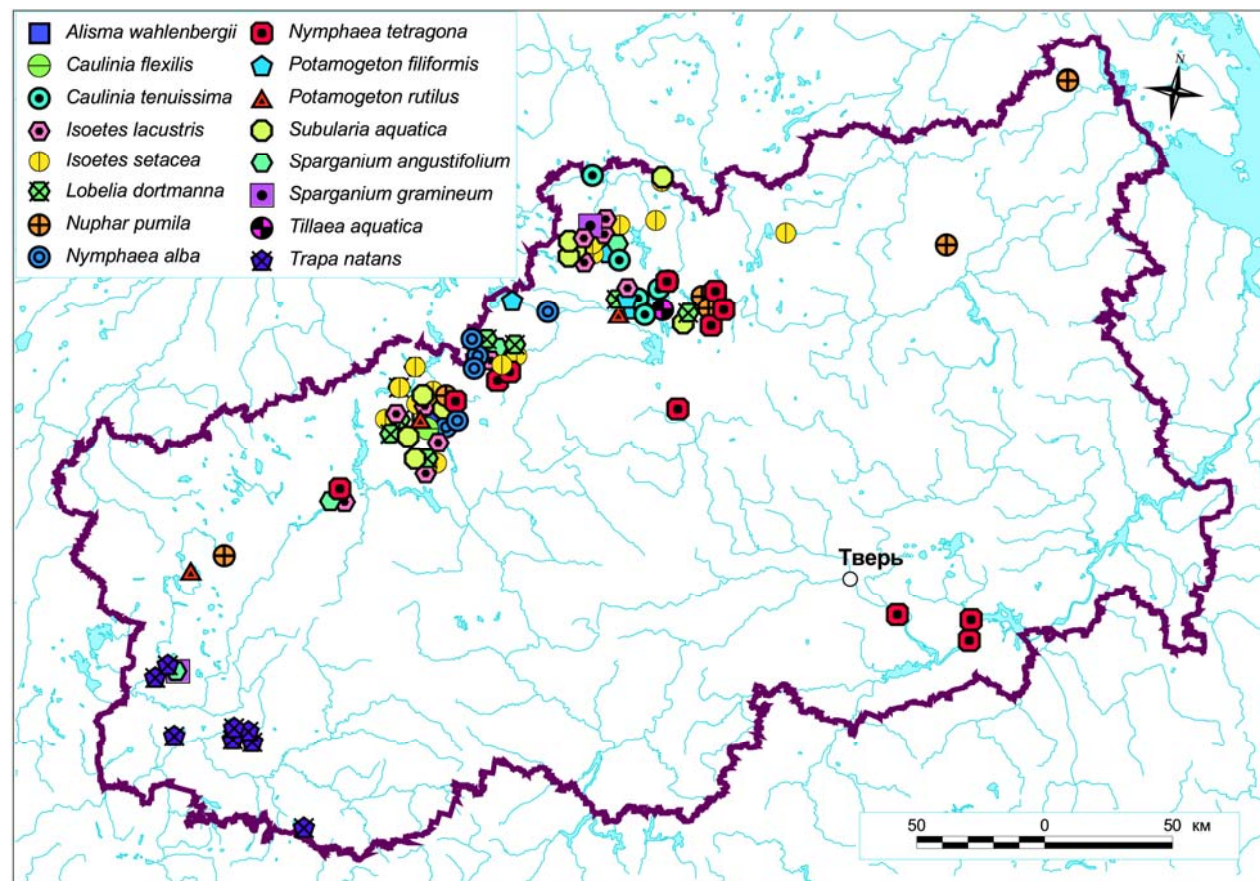 Alisma wahlenbergii
Caulinia flexilis
Caulinia tenuissima
Isoetes lacustris
Isoetes setacea
Lobelia dortmanna
Nuphar pumila
Nymphaea alba
Nymphaea tetragona
Potamogeton filiformis
Potamogeton rutilus
Subularia aquatica
Sparganium angustifolium
Sparganium gramineum
Tillaea aquatica
Trapa natans
N
Тверь
50 0 50 км